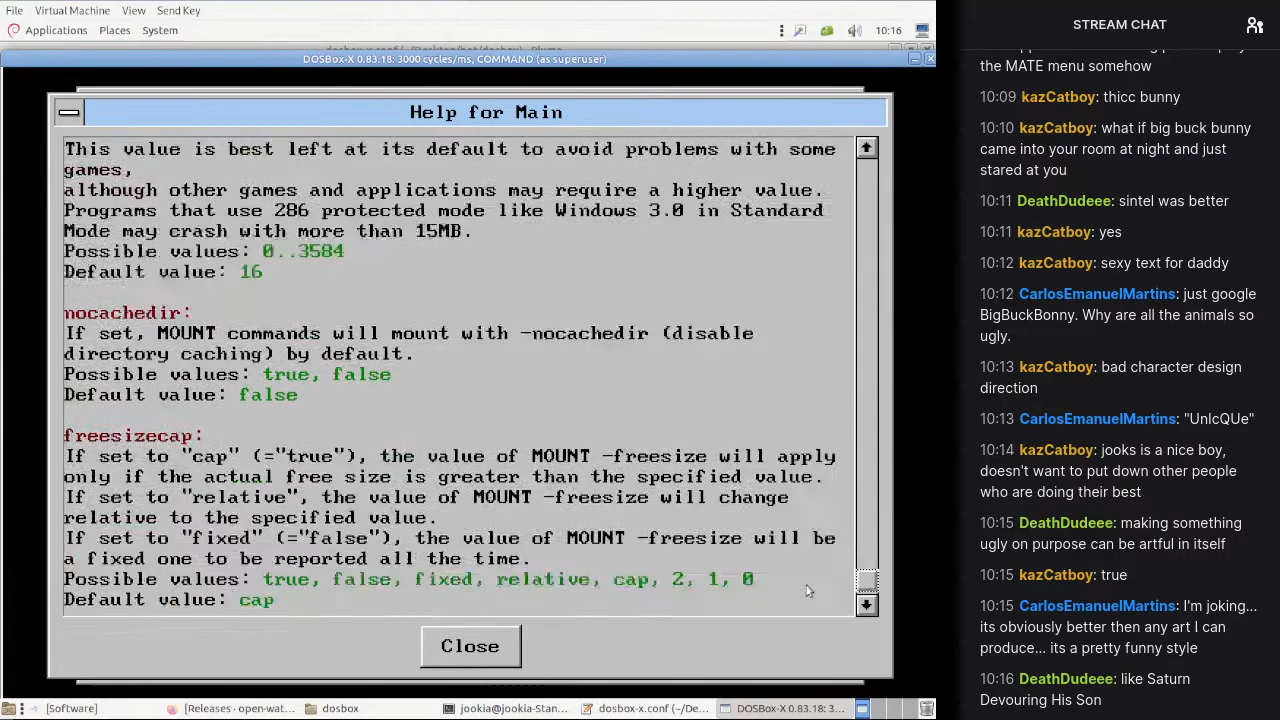 File Virtual Machine View Send Key
Applications Places System 10:16
DOSBox-X 0.83.18: 3000 cycles/ms, COMMAND (as superuser)
Help for Main
This value is best left at its default to avoid problems with some
games,
although other games and applications may require a higher value.
Programs that use 286 protected mode like Windows 3.0 in Standard
Mode may crash with more than 15MB.
Possible values: 0..3584
Default value: 16
nocachedir:
If set, MOUNT commands will mount with -nocachedir (disable
directory caching) by default.
Possible values: true, false
Default value: false
freesizecap:
If set to "cap" (="true"), the value of MOUNT -freesize will apply
only if the actual free size is greater than the specified value.
If set to "relative", the value of MOUNT -freesize will change
relative to the specified value.
If set to "fixed" (="false"), the value of MOUNT -freesize will be
a fixed one to be reported all the time.
Possible values: true, false, fixed, relative, cap, 2, 1, 0
Default value: cap
Close
[Software] [Releases - open-wat... dosbox jookia@jookia-Stan... dosbox-x.conf (~/De... DOSBox-X 0.83.18: 3...
STREAM CHAT
the MATE menu somehow
10:09 kazCatboy: thicc bunny
10:10 kazCatboy: what if big buck bunny
came into your room at night and just
stared at you
10:11 DeathDudeee: sintel was better
10:11 kazCatboy: yes
10:12 kazCatboy: sexy text for daddy
10:12 CarlosEmanuelMartins: just google
BigBuckBonny. Why are all the animals so
ugly.
10:13 kazCatboy: bad character design
direction
10:13 CarlosEmanuelMartins: "UnIcQUe"
10:14 kazCatboy: jooks is a nice boy,
doesn't want to put down other people
who are doing their best
10:15 DeathDudeee: making something
ugly on purpose can be artful in itself
10:15 kazCatboy: true
10:15 CarlosEmanuelMartins: I'm joking...
its obviously better then any art I can
produce... its a pretty funny style
10:16 DeathDudeee: like Saturn
Devouring His Son